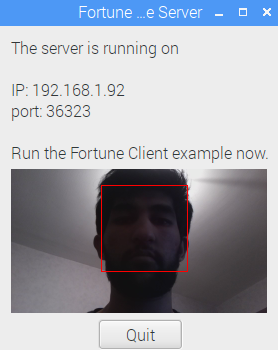 Fortune ...e Server
The server is running on
IP: 192.168.1.92
port: 36323
Run the Fortune Client example now.
Quit